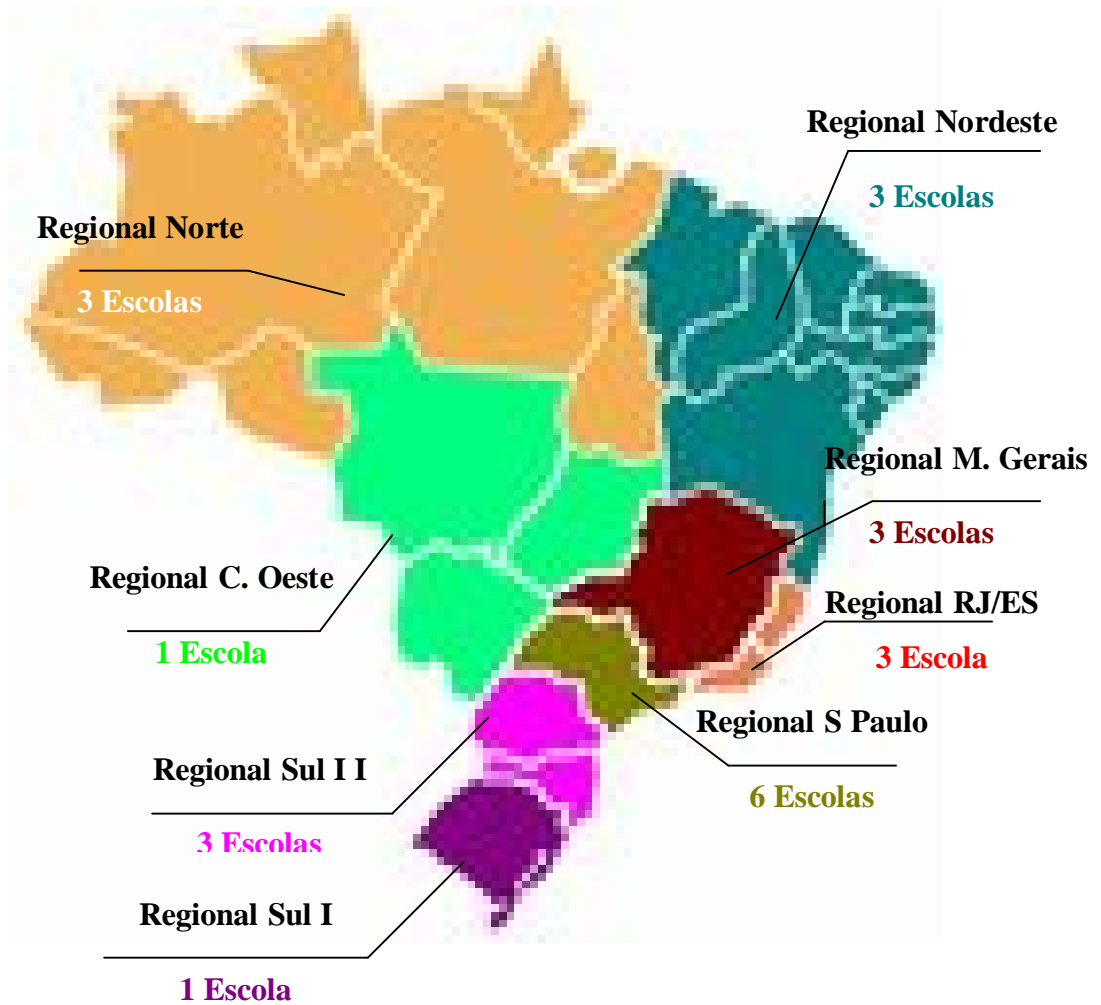 Regional Nordeste
3 Escolas
Regional Norte
3 Escolas
Regional M. Gerais
3 Escolas
Regional C. Oeste
1 Escola
Regional RJ/ES
3 Escola
Regional S Paulo
6 Escolas
Regional Sul I I
3 Escolas
Regional Sul I
1 Escola